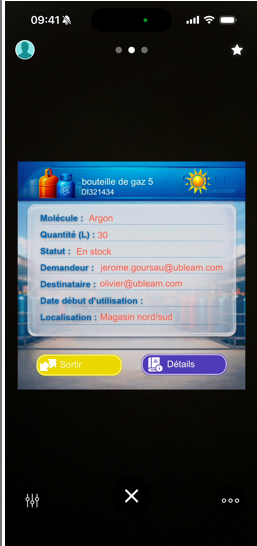 09:41
bouteille de gaz 5
DI321434
Molécule : Argon
Quantité (L) : 30
Statut : En stock
Demandeur : jerome.goursau@ubleam.com
Destinataire : olivier@ubleam.com
Date début d'utilisation :
Localisation : Magasin nord/sud
Sortir
Détails